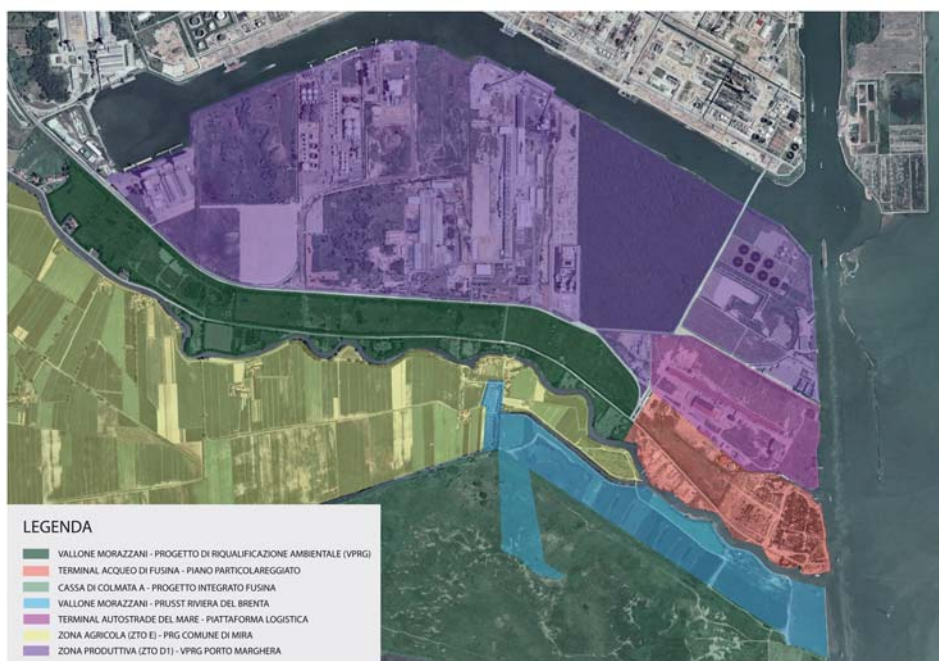 LEGENDA
VALLONE MORAZZANI - PROGETTO DI RIQUALIFICAZIONE AMBIENTALE (VPRG)
TERMINAL ACQUEO DI FUSINA - PIANO PARTICOLAREGGIATO
CASSA DI COLMATA A - PROGETTO INTEGRATO FUSINA
VALLONE MORAZZANI - PRUSST RIVIERA DEL BRENTA
TERMINAL AUTOSTRADE DEL MARE - PIATTAFORMA LOGISTICA
ZONA AGRICOLA (ZTO E) - PRG COMUNE DI MIRA
ZONA PRODUTTIVA (ZTO D1) - VPRG PORTO MARGHERA